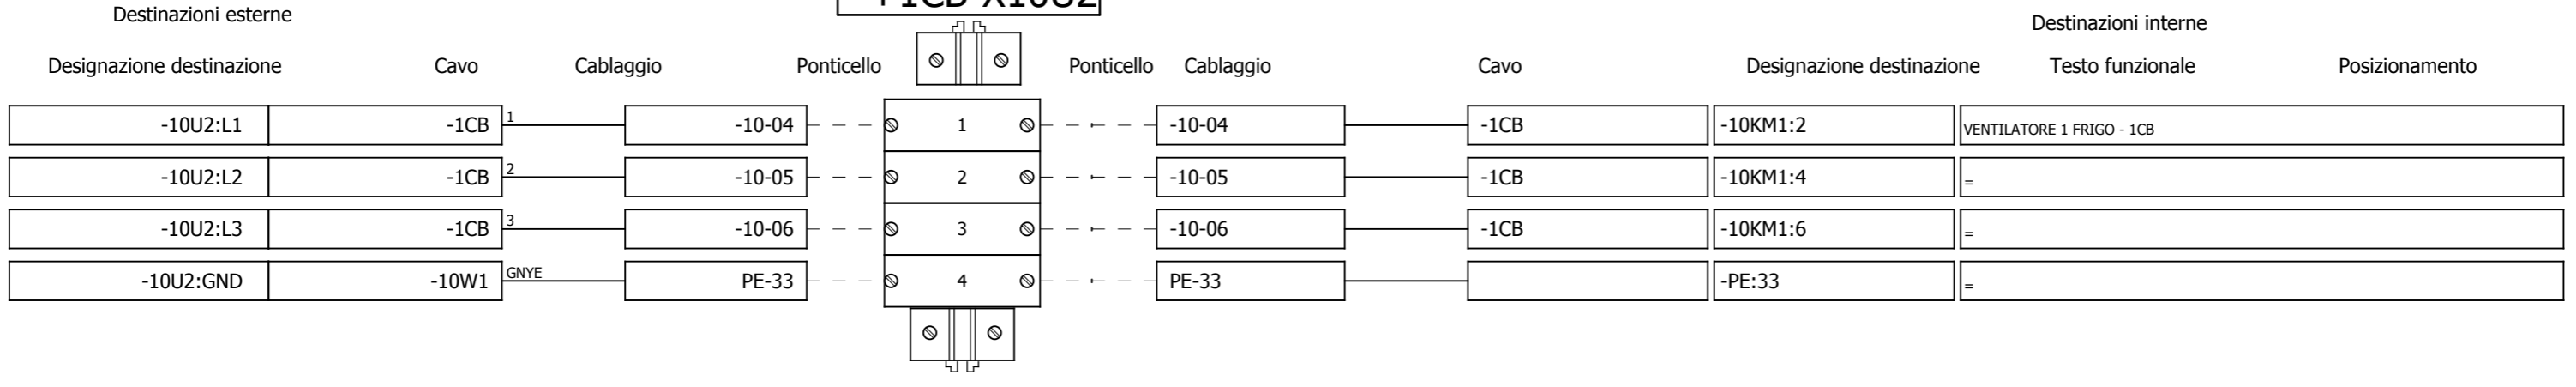 +1CB-X10U2
Destinazioni esterne
Destinazioni interne
Designazione destinazione Cavo Cablaggio Ponticello Ponticello Cablaggio Cavo Designazione destinazione Testo funzionale Posizionamento
-10U2:L1 -1CB 1 -10-04 1 -10-04 -1CB -10KM1:2 VENTILATORE 1 FRIGO - 1CB
-10U2:L2 -1CB 2 -10-05 2 -10-05 -1CB -10KM1:4 =
-10U2:L3 -1CB 3 -10-06 3 -10-06 -1CB -10KM1:6 =
-10U2:GND -10W1 GNYE PE-33 4 PE-33 -PE:33 =